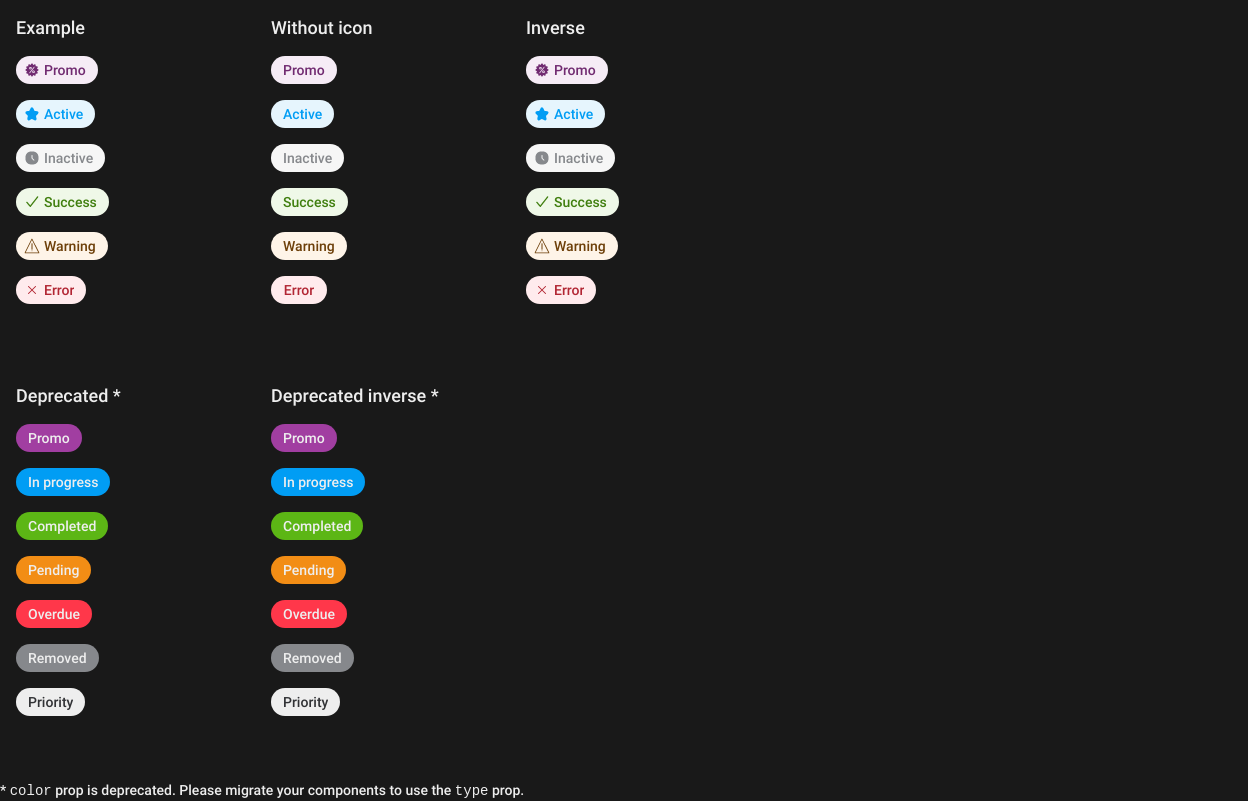 Example
Promo
Active
Inactive
Success
Warning
Error
Without icon
Promo
Active
Inactive
Success
Warning
Error
Inverse
Promo
Active
Inactive
Success
Warning
Error
Deprecated *
Promo
In progress
Completed
Pending
Overdue
Removed
Priority
Deprecated inverse *
Promo
In progress
Completed
Pending
Overdue
Removed
Priority
* color prop is deprecated. Please migrate your components to use the type prop.